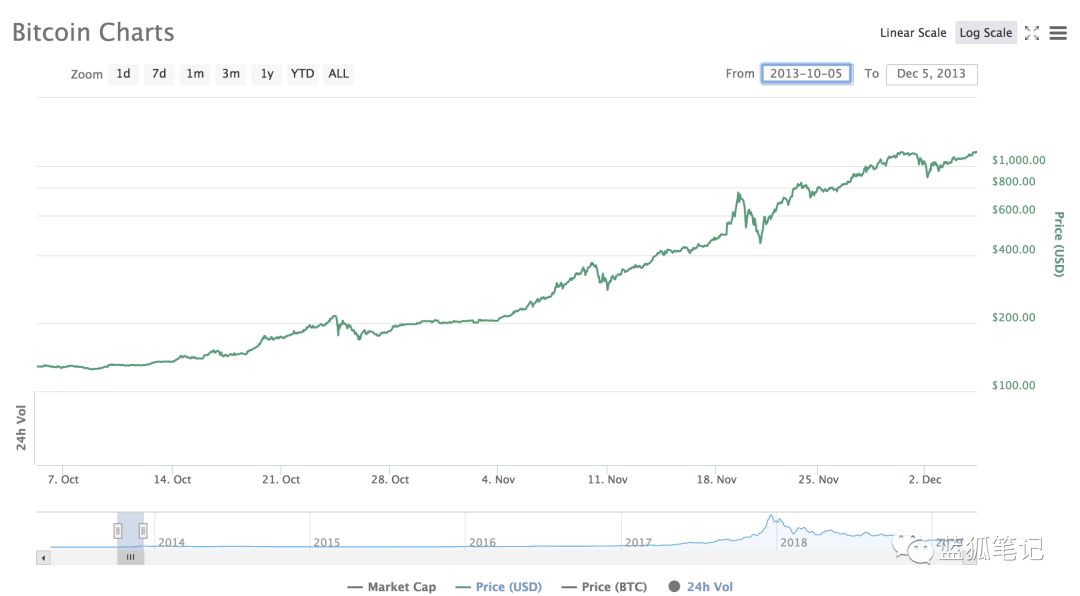 Bitcoin Charts
Linear Scale Log Scale
Zoom 1d 7d 1m 3m 1y YTD ALL From 2013-10-05 To Dec 5, 2013
$1,000.00
$800.00
$600.00
$400.00
$200.00
$100.00
Price (USD)
24h Vol
7. Oct 14. Oct 21. Oct 28. Oct 4. Nov 11. Nov 18. Nov 25. Nov 2. Dec
2014 2015 2016 2017 2018
蓝狐笔记
Market Cap Price (USD) Price (BTC) 24h Vol